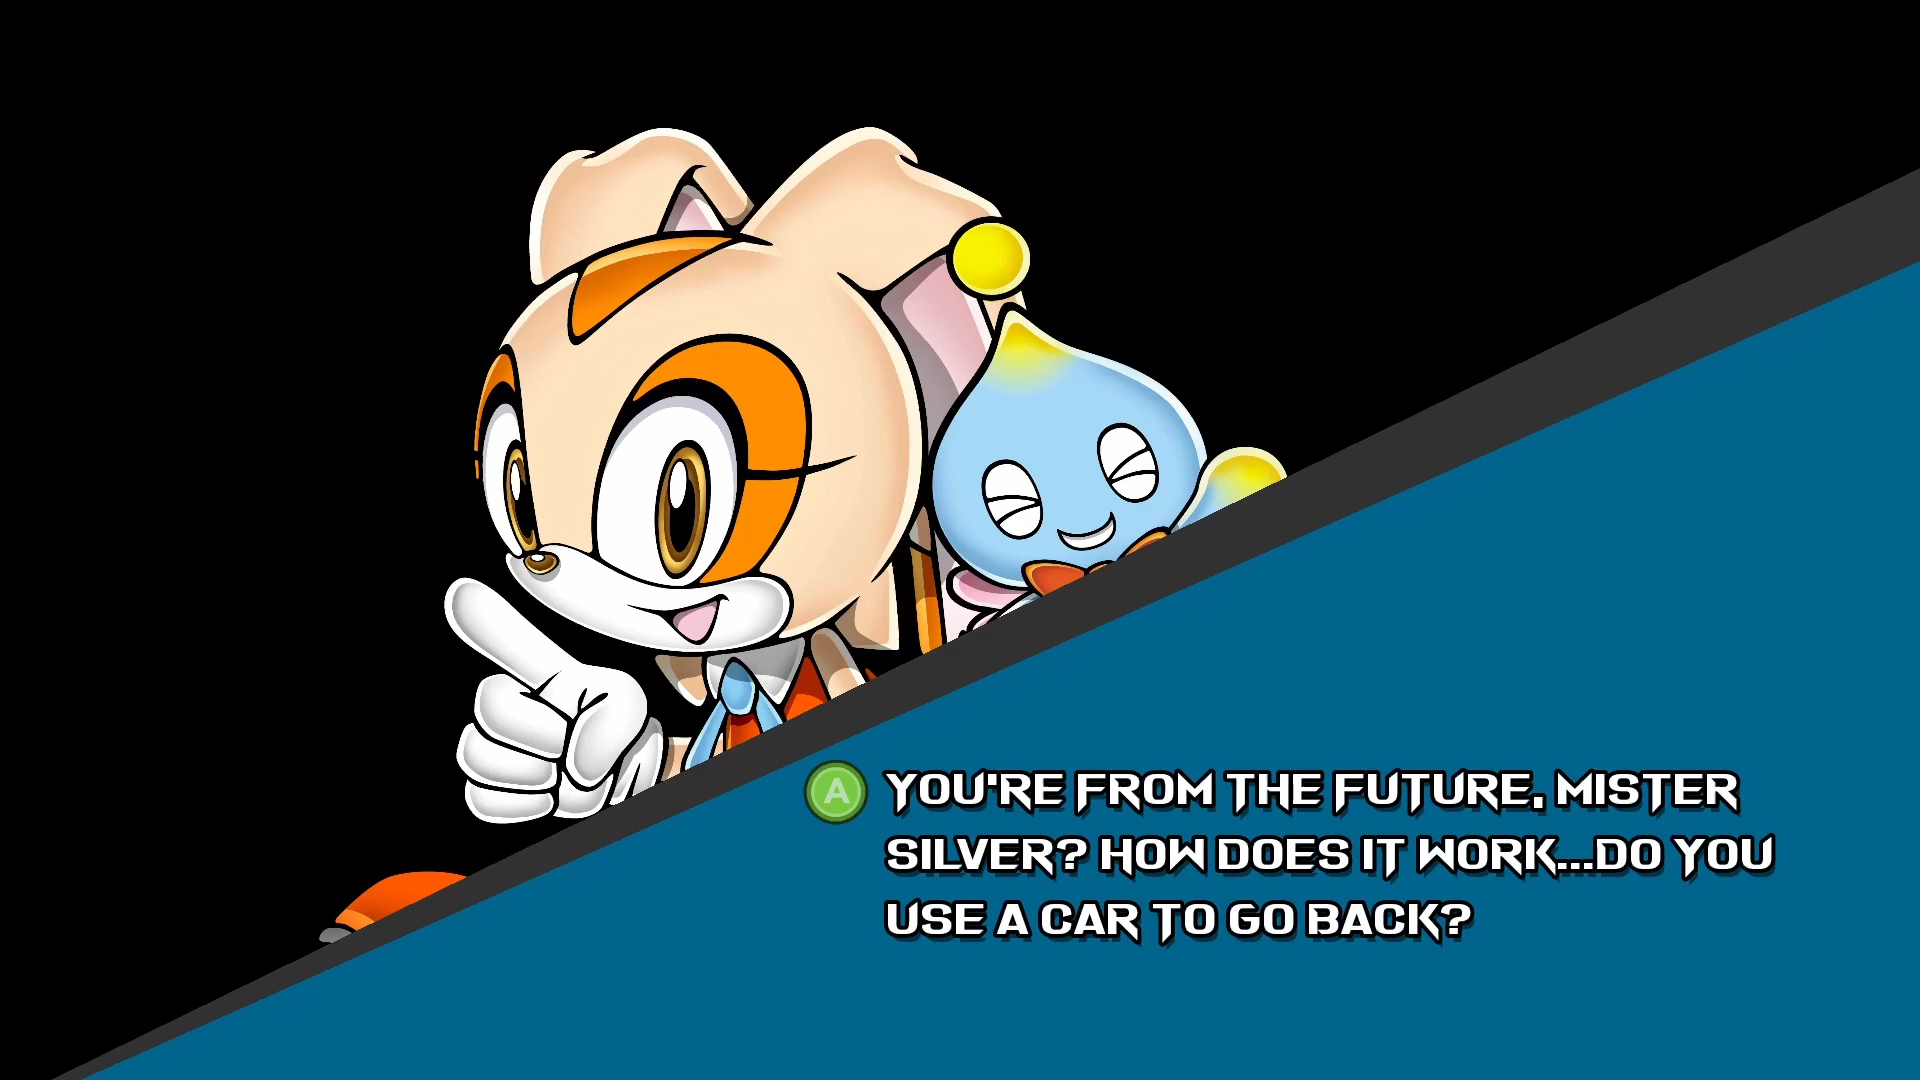 A
YOU'RE FROM THE FUTURE, MISTER
SILVER? HOW DOES IT WORK...DO YOU
USE A CAR TO GO BACK?